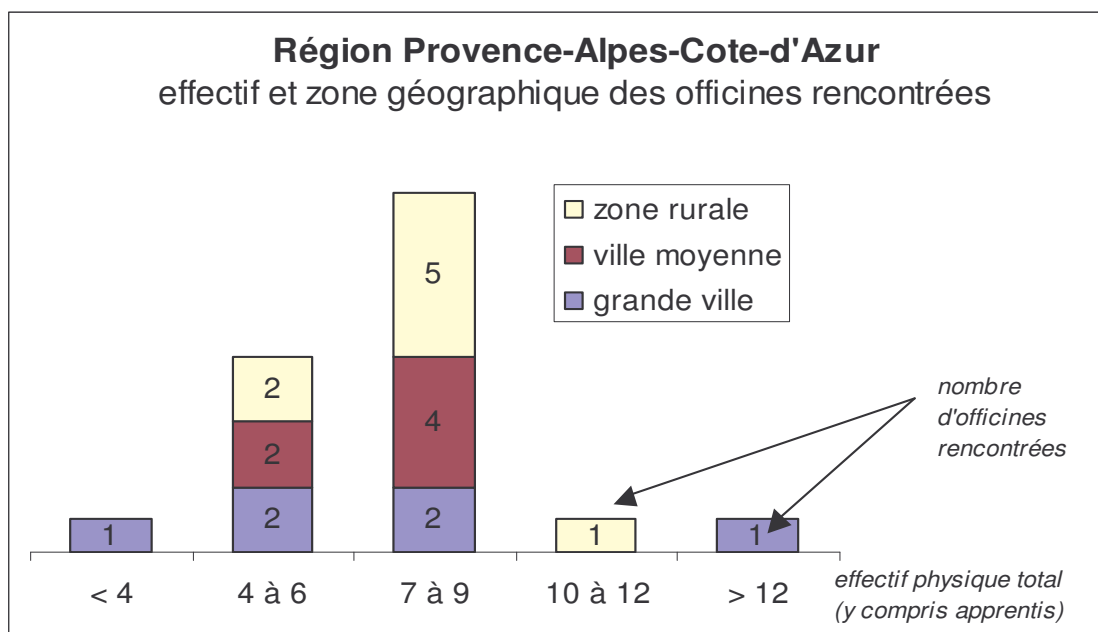 Région Provence-Alpes-Cote-d'Azur
effectif et zone géographique des officines rencontrées
zone rurale
ville moyenne
grande ville
5
2
4
2
nombre
d'officines
rencontrées
1
2
2
1
1
< 4
4 à 6
7 à 9
10 à 12
> 12
effectif physique total
(y compris apprentis)